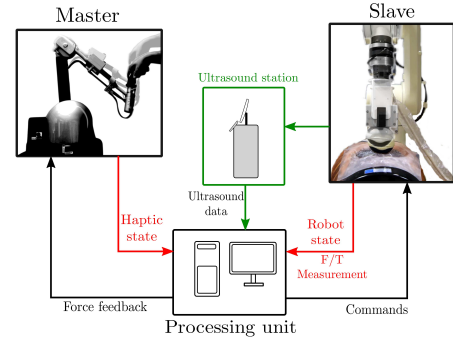 Master
Slave
Ultrasound station
Ultrasound
data
Haptic
state
Robot
state
F/T
Measurement
Force feedback
Commands
Processing unit